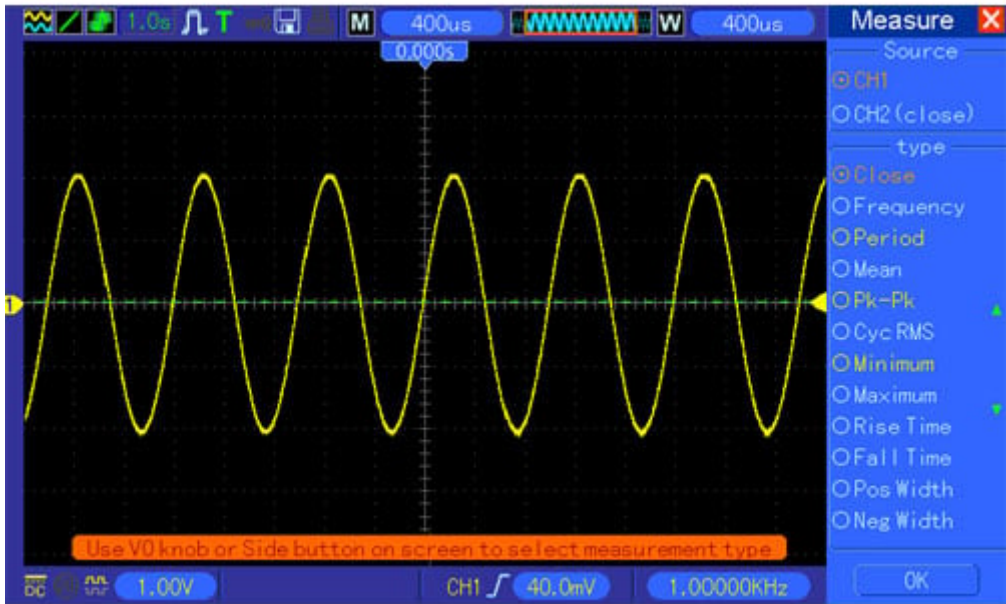 1.0s T M 400us W 400us
0.000s
1
Measure X
Source
CH1
CH2(close)
type
Close
Frequency
Period
Mean
Pk-Pk
Cyc RMS
Minimum
Maximum
Rise Time
Fall Time
Pos Width
Neg Width
OK
Use V0 knob or Side button on screen to select measurement type
DC 1.00V CH1 40.0mV 1.00000KHz